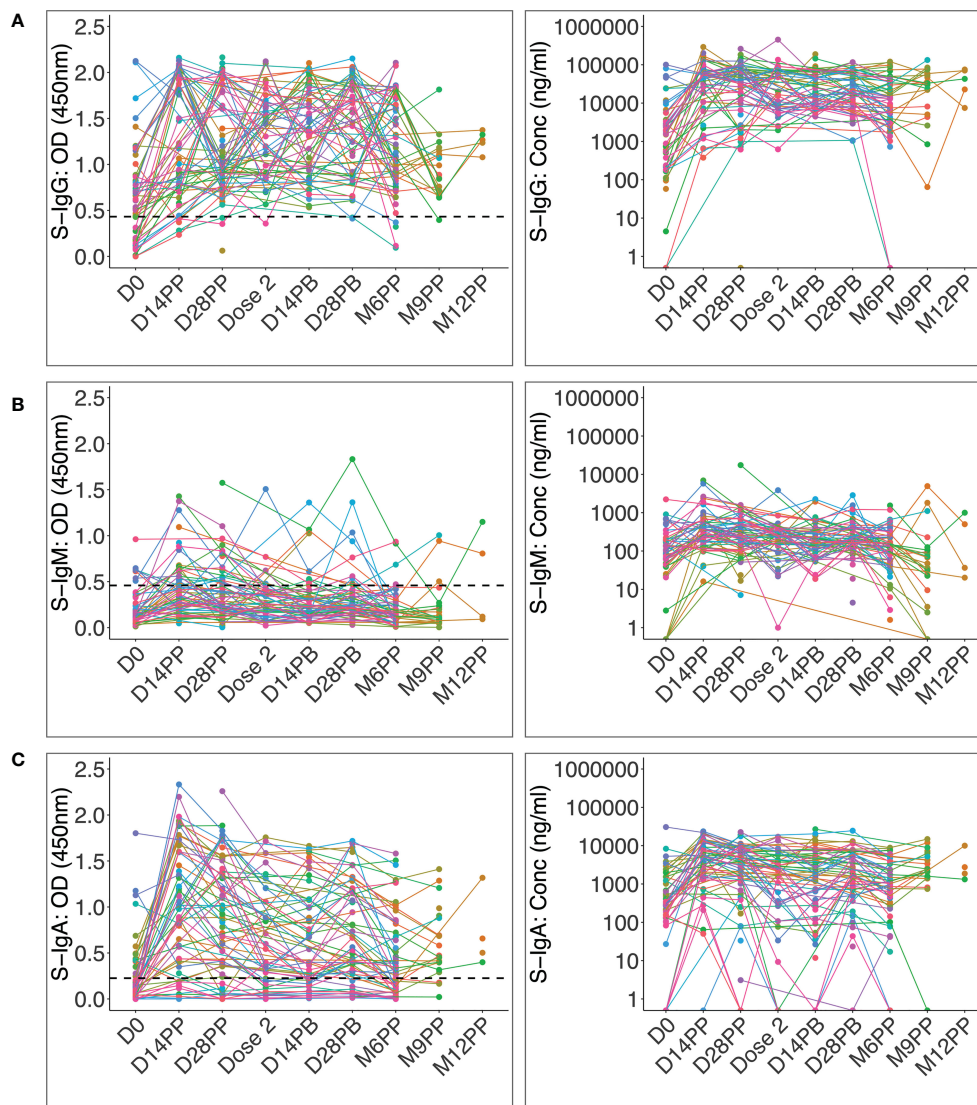 A
S-IgG: OD (450nm)
2.5
2.0
1.5
1.0
0.5
0.0
D0
D14PP
D28PP
Dose 2
D14PB
D28PB
M6PP
M9PP
M12PP
S-IgG: Conc (ng/ml)
1000000
100000
10000
1000
100
10
1
D0
D14PP
D28PP
Dose 2
D14PB
D28PB
M6PP
M9PP
M12PP
B
S-IgM: OD (450nm)
2.5
2.0
1.5
1.0
0.5
0.0
D0
D14PP
D28PP
Dose 2
D14PB
D28PB
M6PP
M9PP
M12PP
S-IgM: Conc (ng/ml)
1000000
100000
10000
1000
100
10
1
D0
D14PP
D28PP
Dose 2
D14PB
D28PB
M6PP
M9PP
M12PP
C
S-IgA: OD (450nm)
2.5
2.0
1.5
1.0
0.5
0.0
D0
D14PP
D28PP
Dose 2
D14PB
D28PB
M6PP
M9PP
M12PP
S-IgA: Conc (ng/ml)
1000000
100000
10000
1000
100
10
1
D0
D14PP
D28PP
Dose 2
D14PB
D28PB
M6PP
M9PP
M12PP